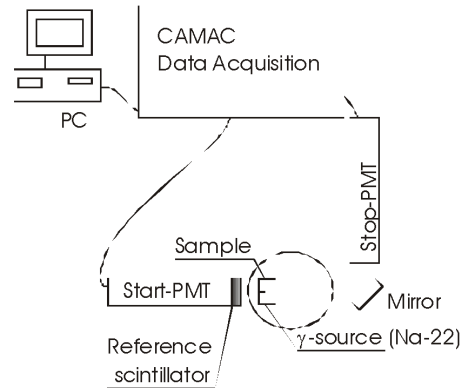 CAMAC
Data Acquisition
PC
Stop-PMT
Sample
Start-PMT
Mirror
γ-source (Na-22)
Reference
scintillator